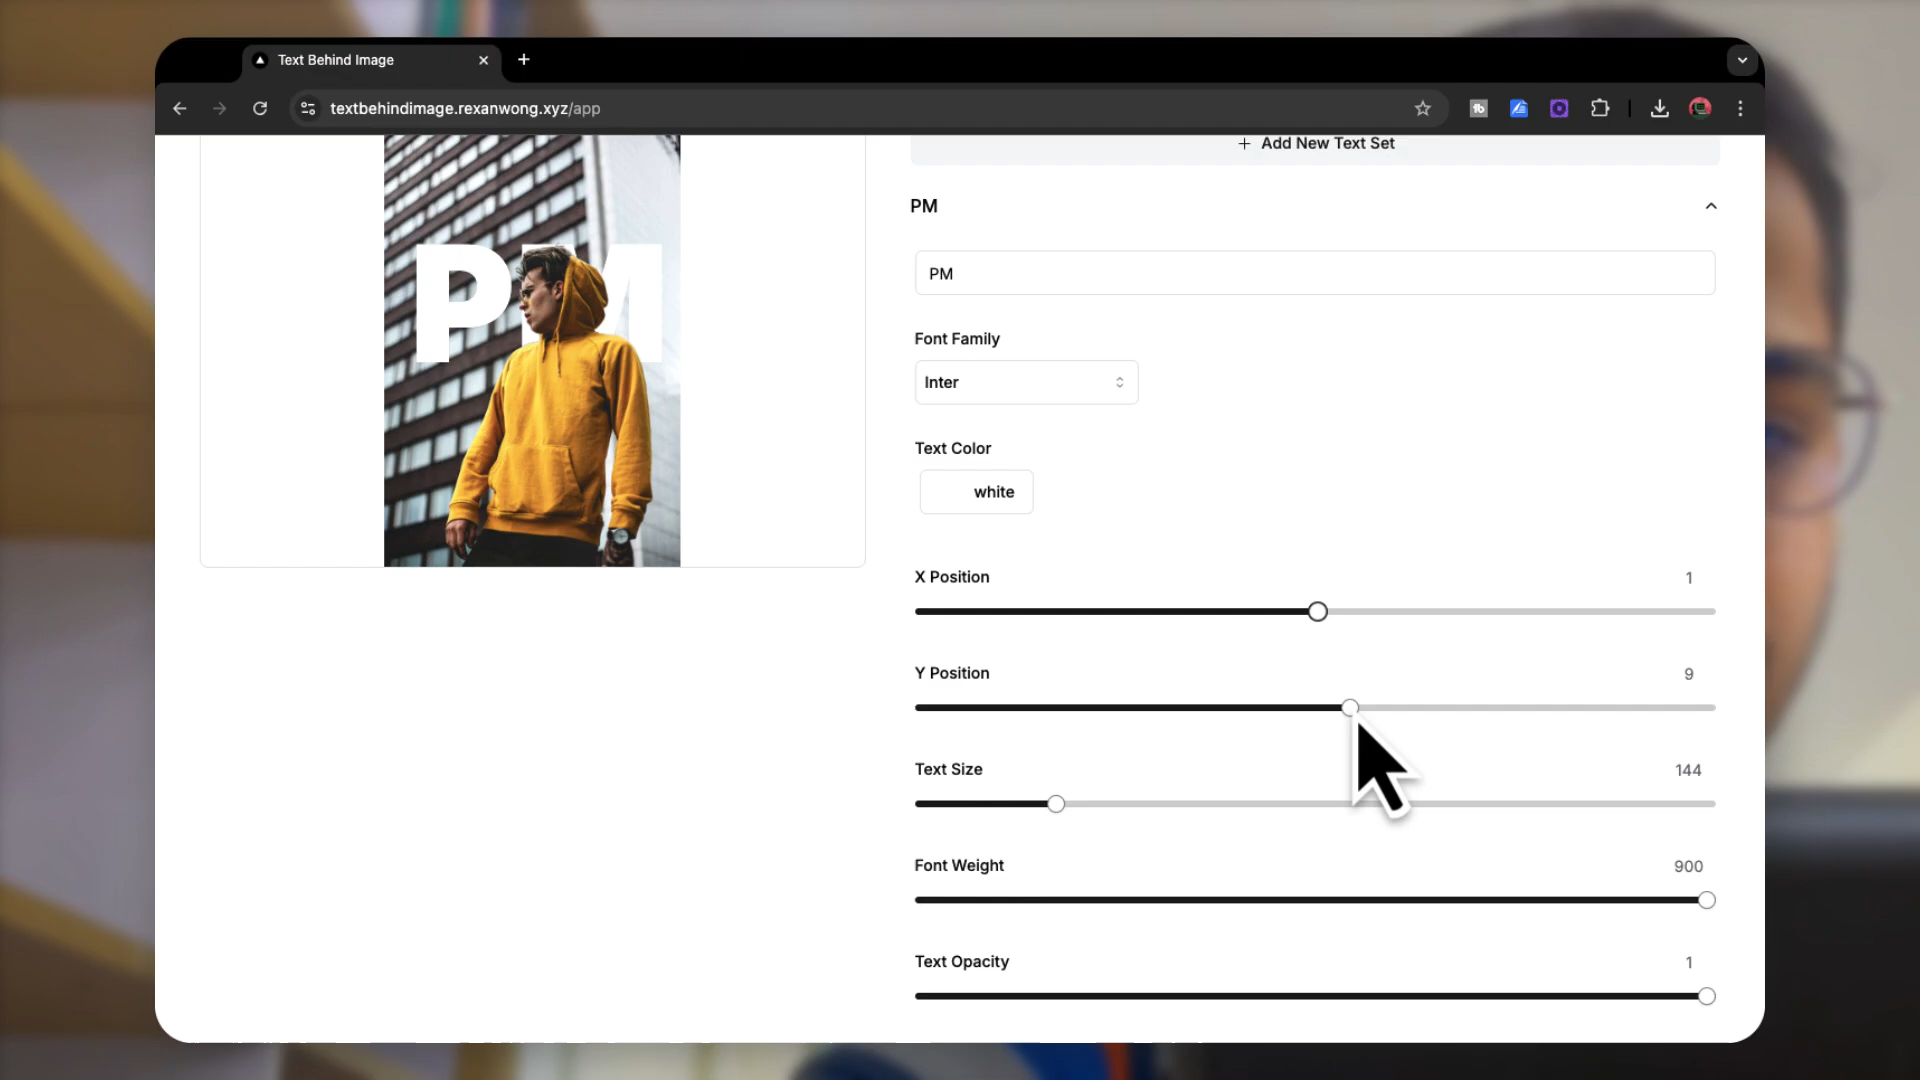 Text Behind Image
textbehindimage.rexanwong.xyz/app
Add New Text Set
PM
PM
PM
Font Family
Inter
Text Color
white
X Position
1
Y Position
9
Text Size
144
Font Weight
900
Text Opacity
1